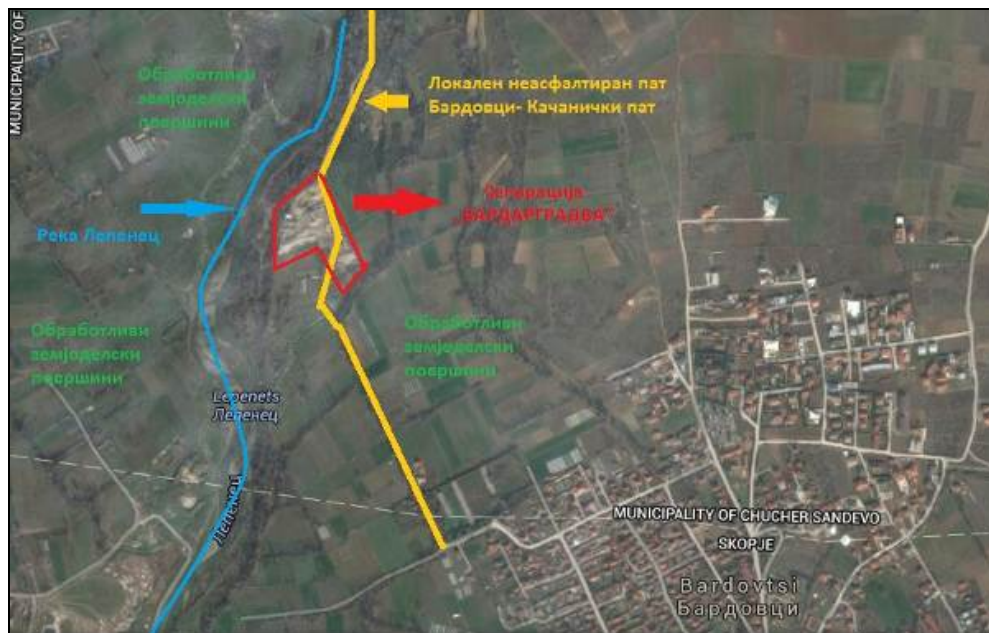 MUNICIPALITY OF
Обработливи
земјоделски
површини
Локален неасфалтиран пат
Бардовци- Качанички пат
Сепарација
„ВАРДАРГРАДБА“
Река Лепенец
Обработливи
земјоделски
површини
Обработливи
земјоделски
површини
Lepenets
Лепенец
Лепенец
MUNICIPALITY OF CHUCHER SANDEVO
SKOPJE
Bardovtsi
Бардовци